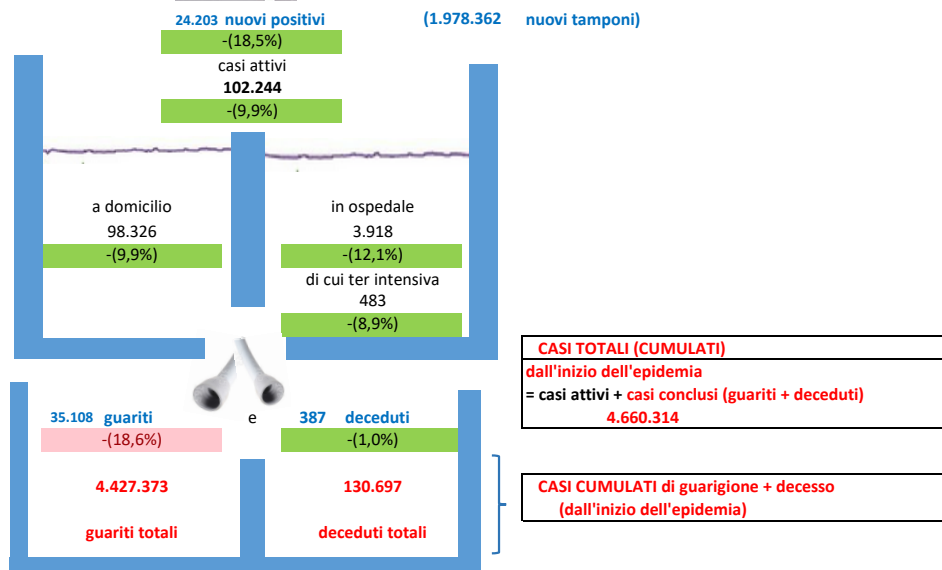 24.203 nuovi positivi (1.978.362 nuovi tamponi)
-(18,5%)
casi attivi
102.244
-(9,9%)
a domicilio
98.326
-(9,9%)
in ospedale
3.918
-(12,1%)
di cui ter intensiva
483
-(8,9%)
35.108 guariti e 387 deceduti
-(18,6%)
-(1,0%)
4.427.373
130.697
guariti totali
deceduti totali
CASI TOTALI (CUMULATI)
dall'inizio dell'epidemia
= casi attivi + casi conclusi (guariti + deceduti)
4.660.314
CASI CUMULATI di guarigione + decesso
(dall'inizio dell'epidemia)